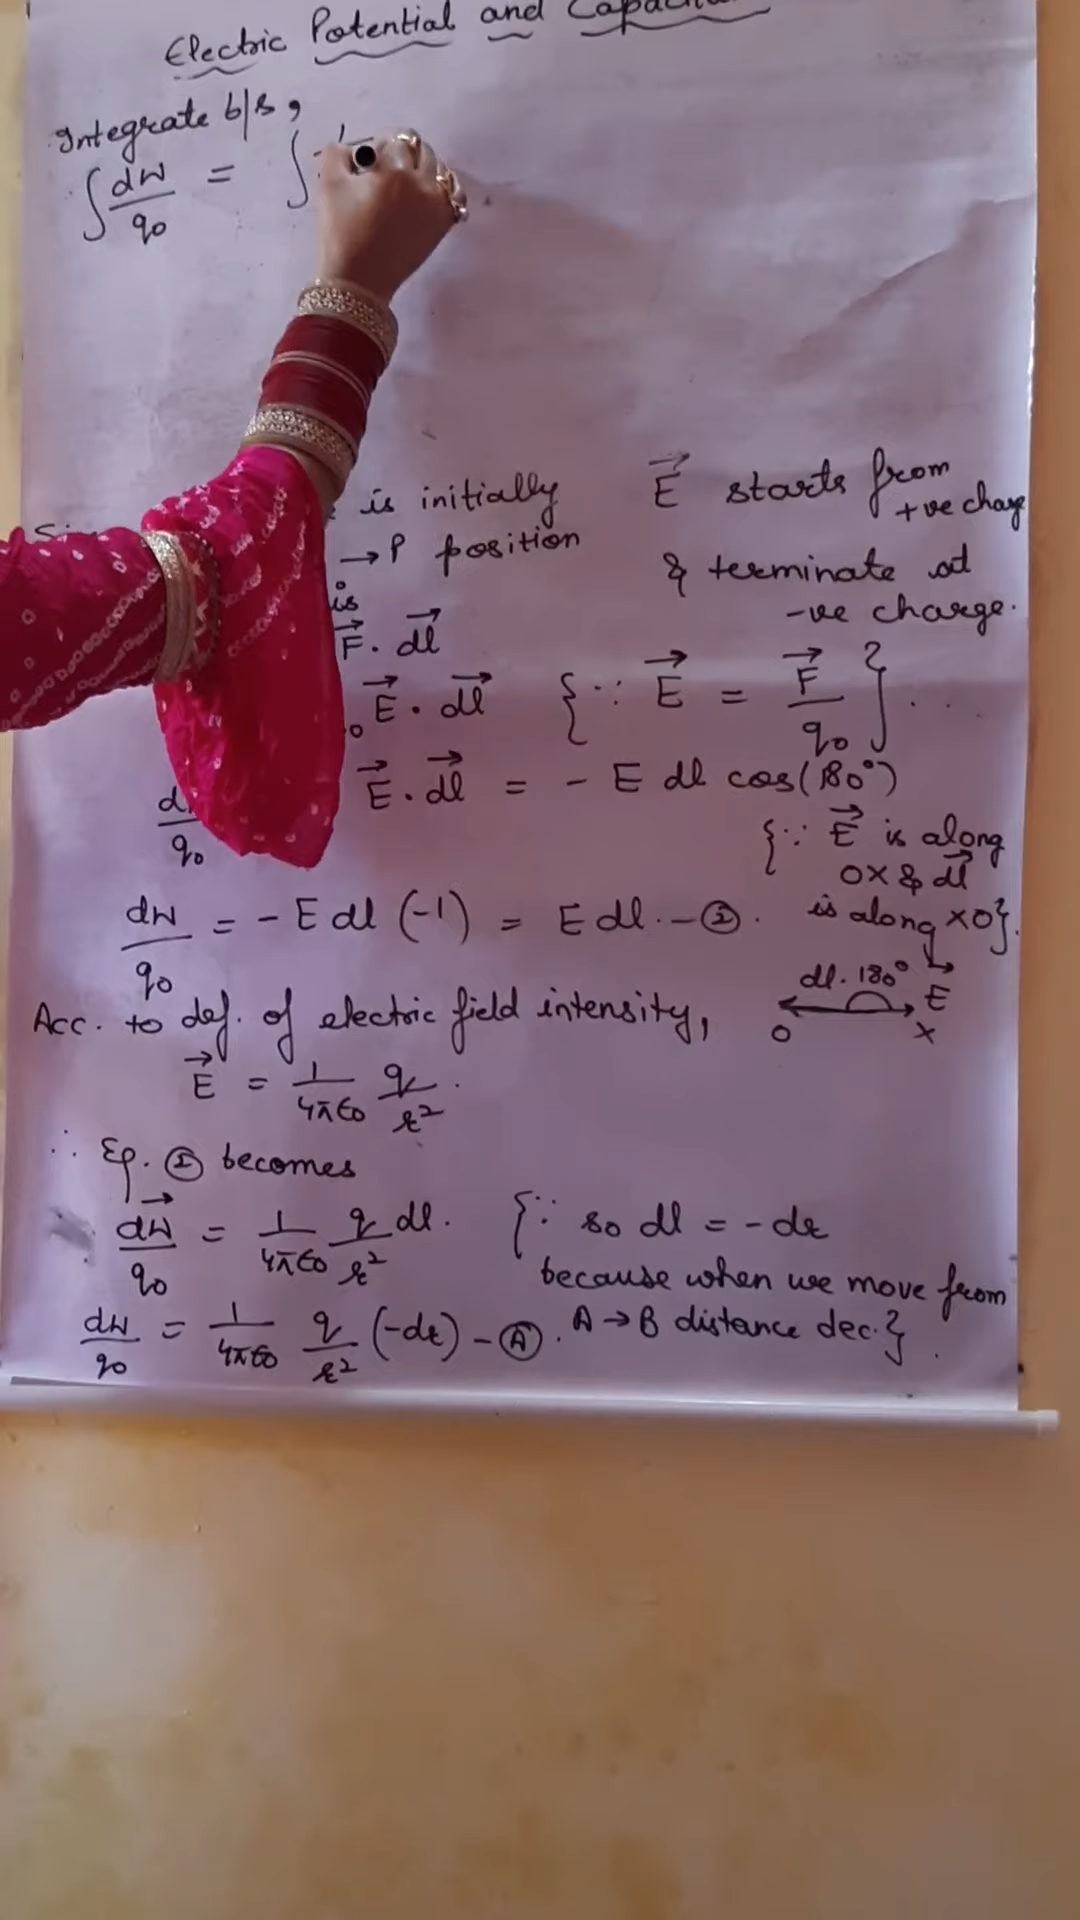 Electric Potential and
Integrate b/s,
∫ dW/q₀ = ∫ 1
is initially
→ P position
is
F⃗ . dl⃗
₀ E⃗ . dl⃗ { ∵ E⃗ = F⃗/q₀ } . . .
/q₀ E⃗ . dl⃗ = - E dl cos(180°)
E⃗ starts from
+ve charge
& terminate at
-ve charge.
{ ∵ E⃗ is along
OX & dl⃗
is along XO}.
dW/q₀ = - E dl (-1) = E dl. - ②.
dl. 180° E⃗
O X
Acc. to def. of electric field intensity,
E⃗ = 1/4πϵ₀ q/r² .
∴ Eq. ② becomes
dW⃗/q₀ = 1/4πϵ₀ q/r² dl. { ∵ so dl = - dr
because when we move from
A → B distance dec.} .
dW/q₀ = 1/4πϵ₀ q/r² (-dr) - Ⓐ .